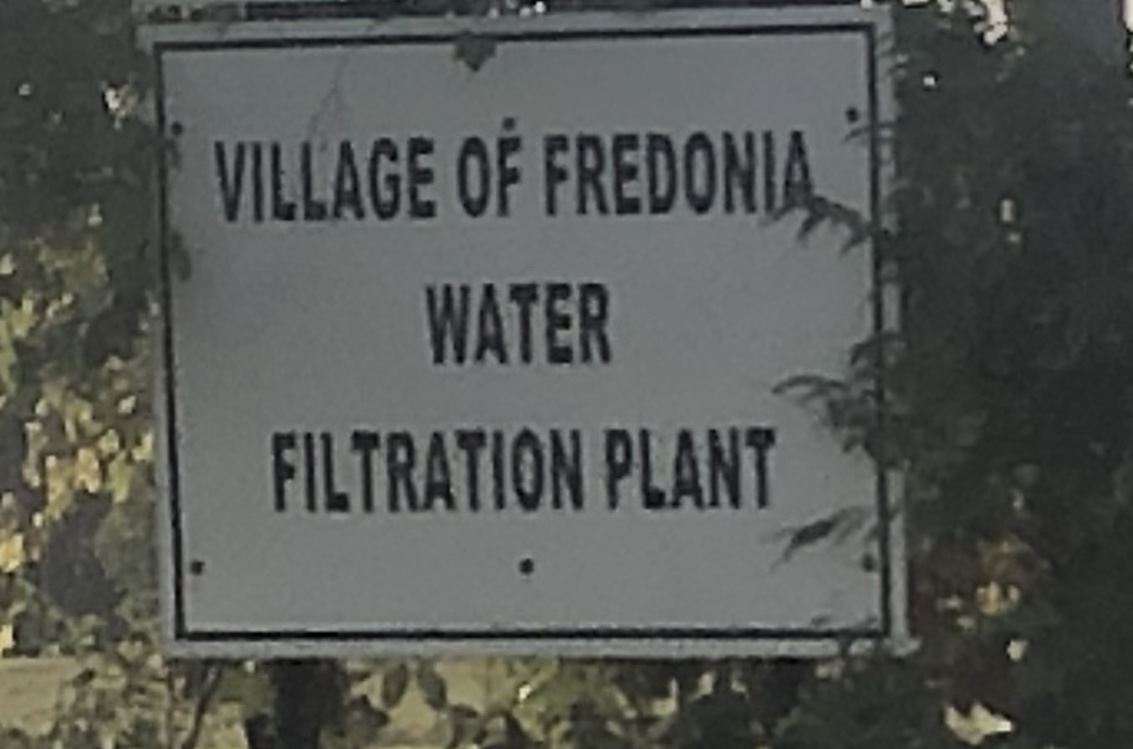 VILLAGE OF FREDONIA
WATER
FILTRATION PLANT